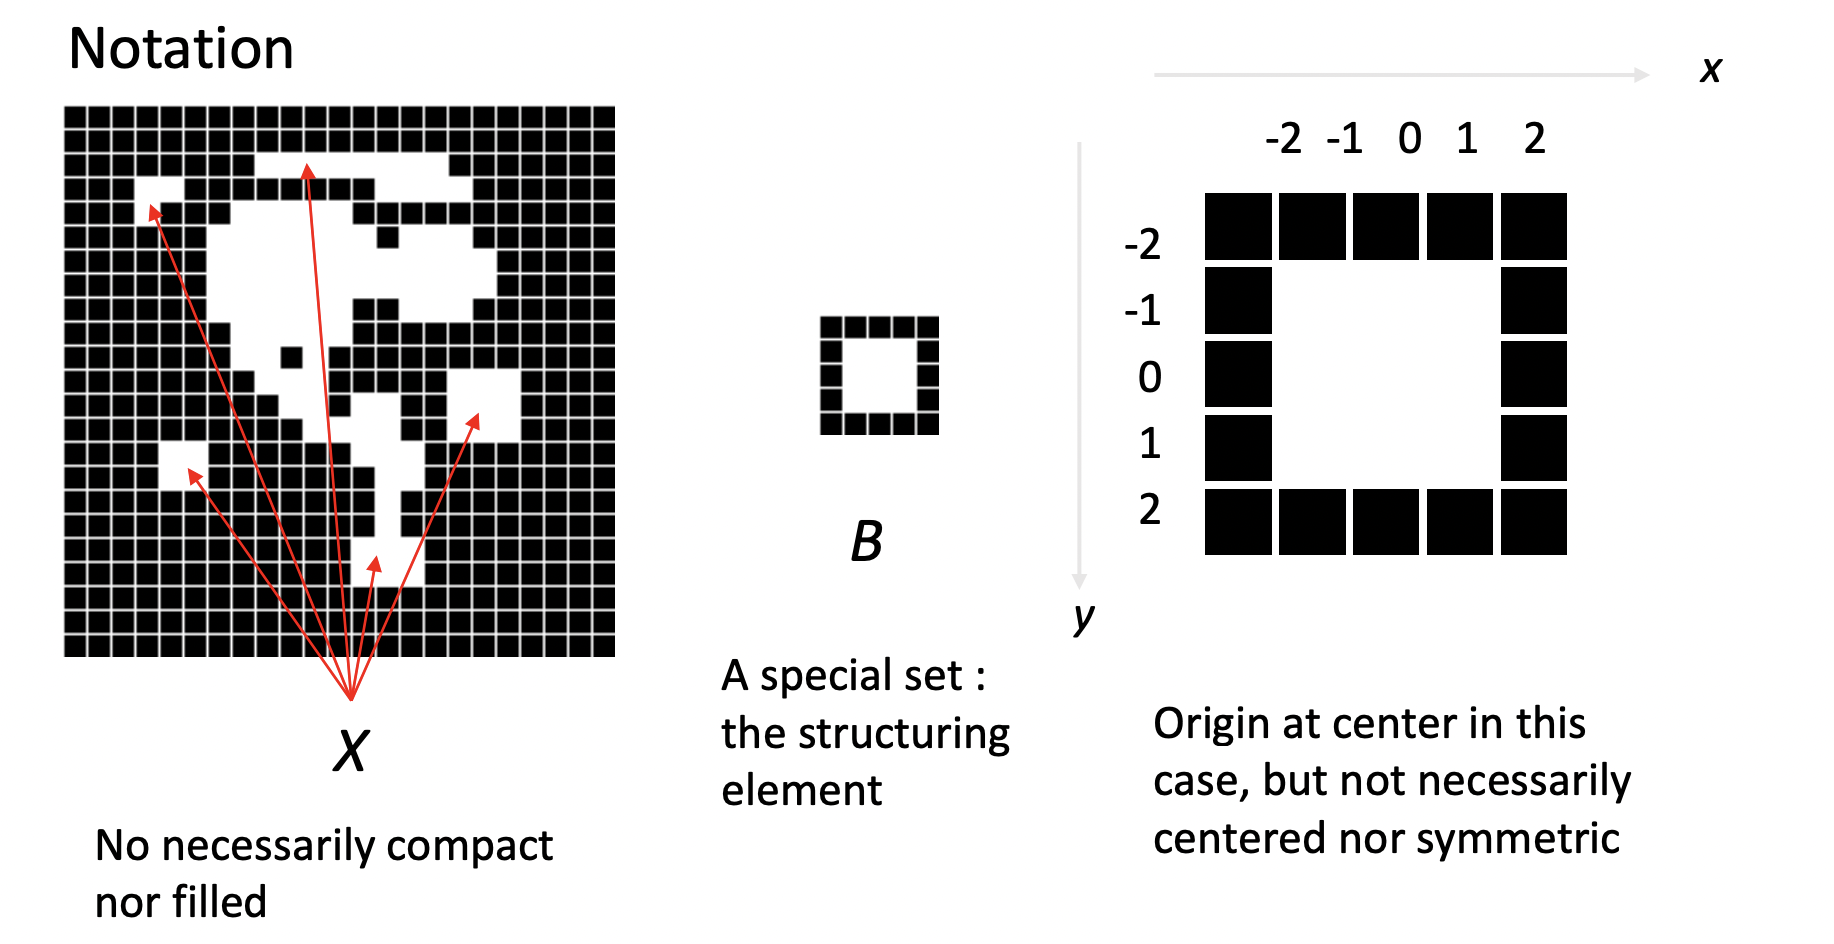 Notation
x
-2 -1 0 1 2
-2
-1
0
1
2
B
y
X
A special set :
the structuring
element
Origin at center in this
case, but not necessarily
centered nor symmetric
No necessarily compact
nor filled